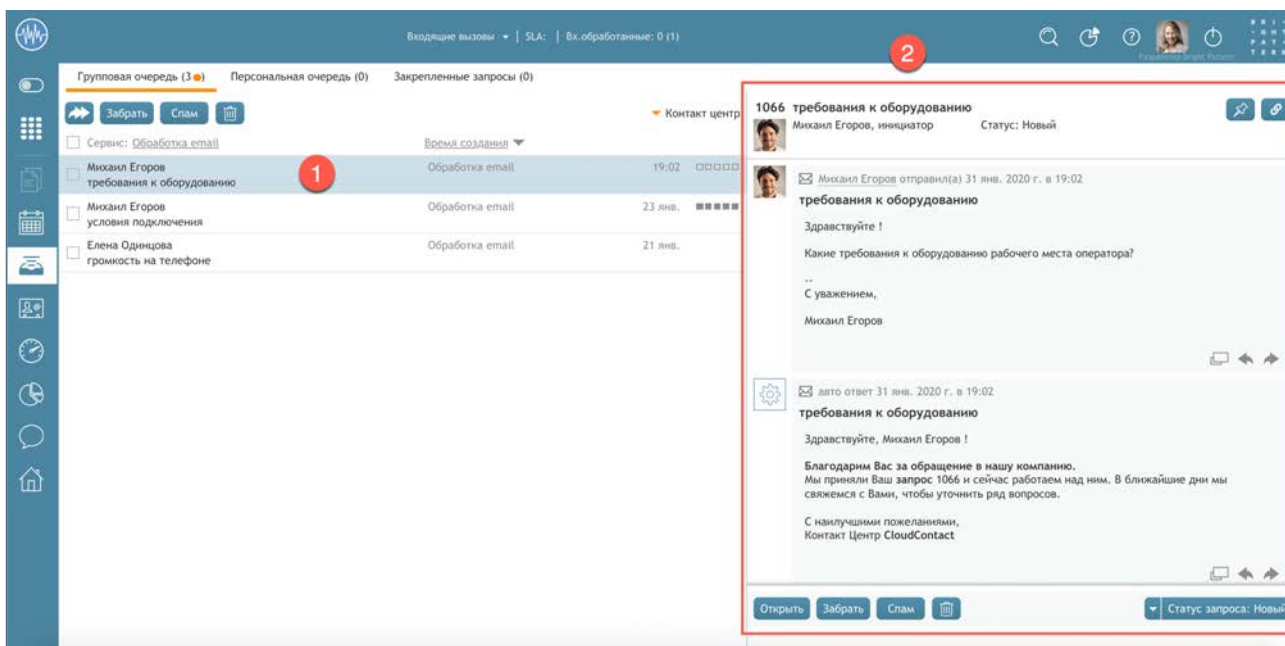 Входящие вызовы | SLA: | Вх.обработанные: 0 (1)
2
Групповая очередь (3) Персональная очередь (0) Закрепленные запросы (0)
Забрать Спам Контакт центр
Сервис: Обработка email Время создания
Михаил Егоров Обработка email 19:02
требования к оборудованию
1
Михаил Егоров Обработка email 23 янв.
условия подключения
Елена Одинцова Обработка email 21 янв.
громкость на телефоне
1066 требования к оборудованию
Михаил Егоров, инициатор Статус: Новый
Михаил Егоров отправил(а) 31 янв. 2020 г. в 19:02
требования к оборудованию
Здравствуйте !
Какие требования к оборудованию рабочего места оператора?
..
С уважением,
Михаил Егоров
авто ответ 31 янв. 2020 г. в 19:02
требования к оборудованию
Здравствуйте, Михаил Егоров !
Благодарим Вас за обращение в нашу компанию.
Мы приняли Ваш запрос 1066 и сейчас работаем над ним. В ближайшие дни мы
свяжемся с Вами, чтобы уточнить ряд вопросов.
С наилучшими пожеланиями,
Контакт Центр CloudContact
Открыть Забрать Спам Статус запроса: Новый